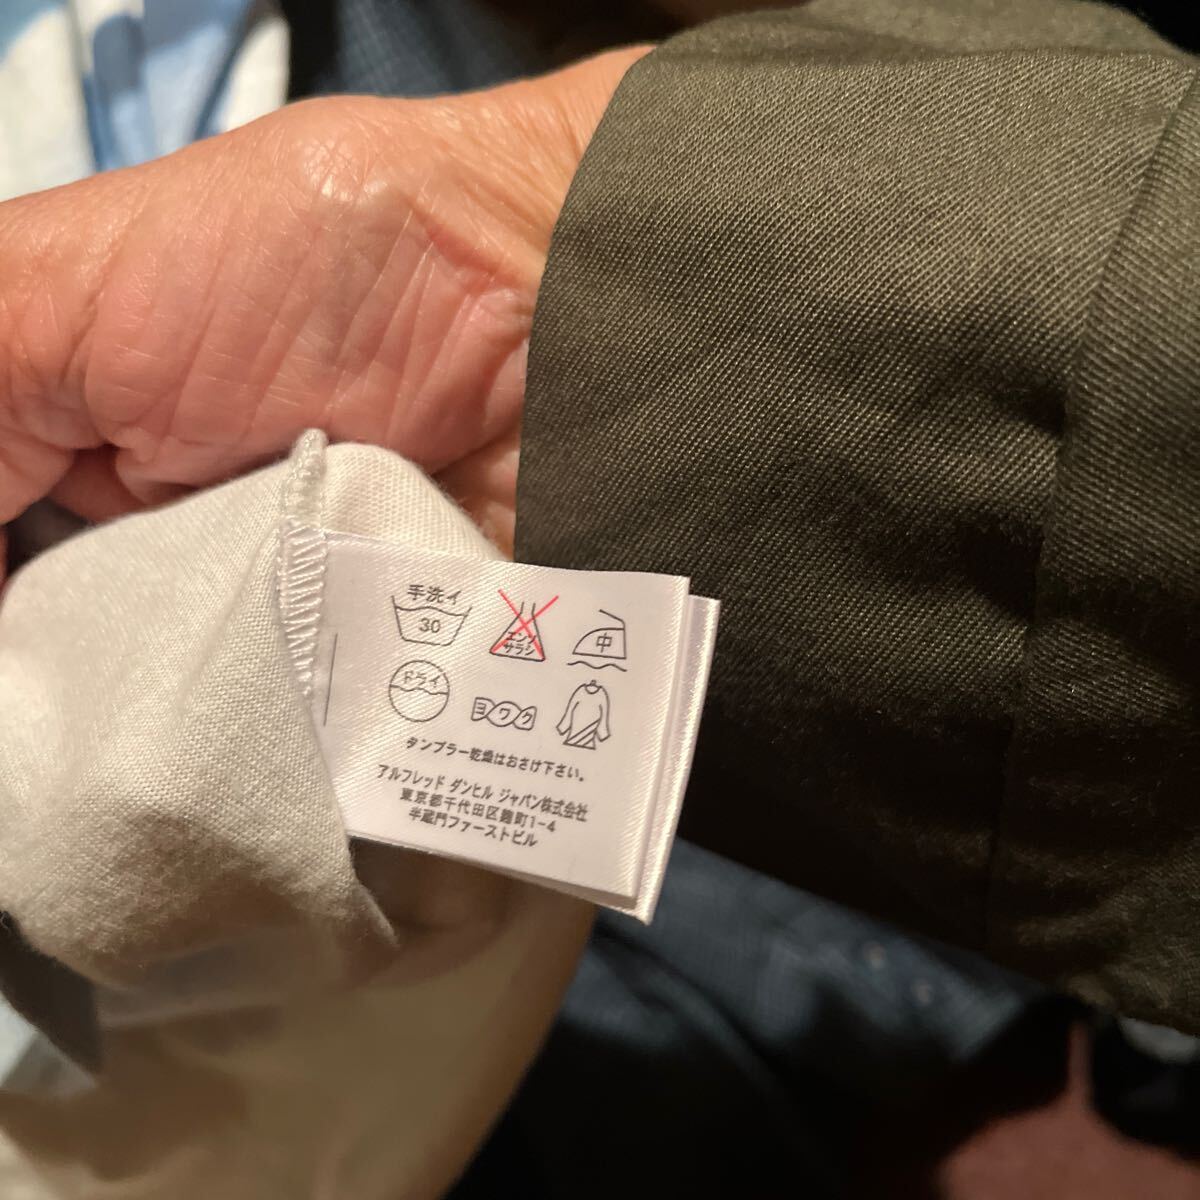 手洗イ
30
エンソ
サラシ
中
ドライ
ヨワク
タンブラー乾燥はおさけ下さい。
アルフレッド ダンヒル ジャパン株式会社
東京都千代田区麹町1-4
半蔵門ファーストビル